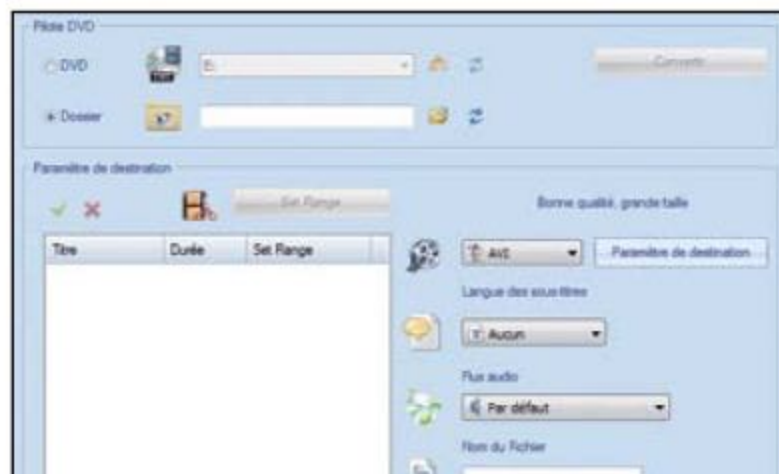 Pilote DVD
DVD
E:
Convertir
Dossier
Paramètre de destination
Set Range
Bonne qualité, grande taille
Titre Durée Set Range
AVI
Paramètre de destination
Langue des sous-titres
Aucun
Flux audio
Par défaut
Nom du Fichier